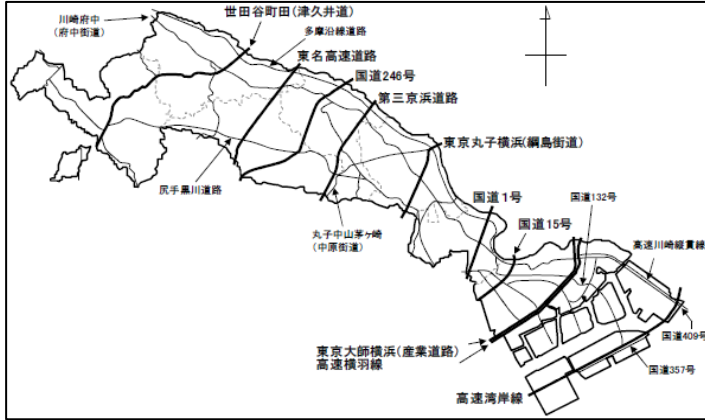 世田谷町田(津久井道)
川崎府中
(府中街道)
多摩沿線道路
東名高速道路
国道246号
第三京浜道路
東京丸子横浜(綱島街道)
尻手黒川道路
国道1号
国道132号
国道15号
丸子中山茅ヶ崎
(中原街道)
高速川崎縦貫線
東京大師横浜(産業道路)
高速横羽線
国道409号
国道357号
高速湾岸線